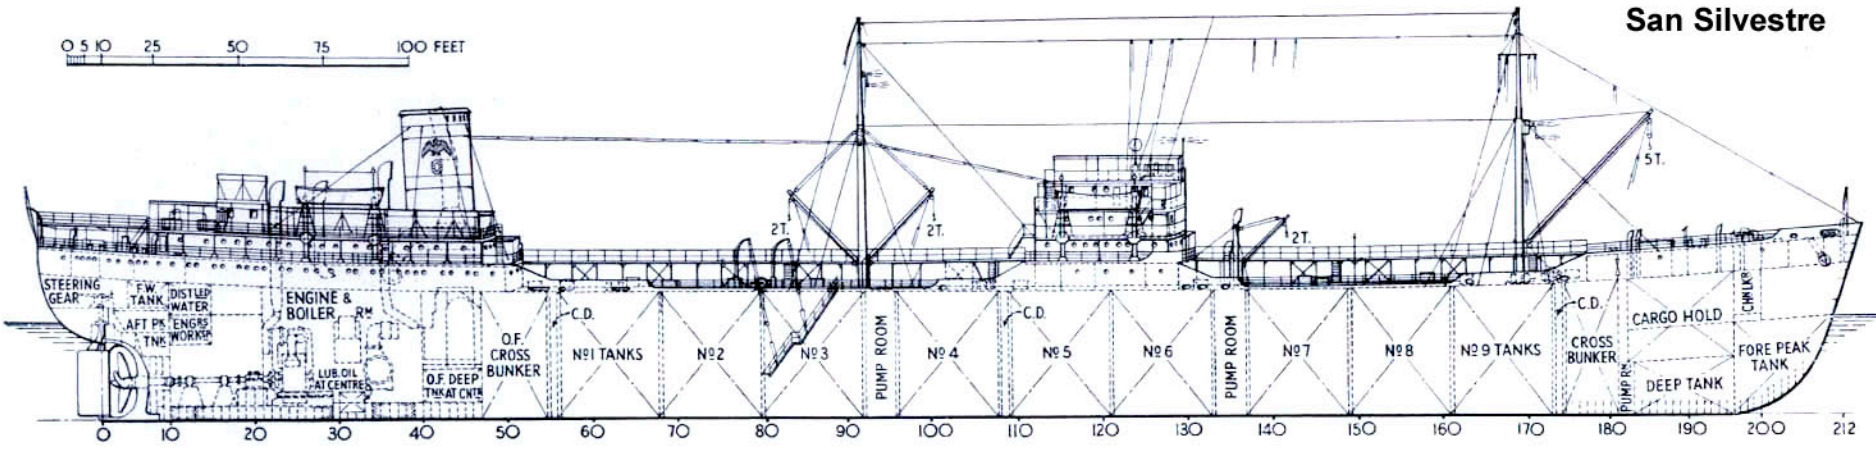 San Silvestre
0 5 10 25 50 75 100 FEET
5T.
2T.
2T.
2T.
STEERING
GEAR
F.W.
TANK
DISTLED
WATER
ENGINE &
BOILER RM
CHN LKR
C.D.
C.D.
C.D.
AFT PK
TNK
ENGRS
WORKSP
CARGO HOLD
O.F.
CROSS
BUNKER
Nº1 TANKS
Nº2
Nº3
PUMP ROOM
Nº4
Nº5
Nº6
PUMP ROOM
Nº7
Nº8
Nº9 TANKS
CROSS
BUNKER
PUMP RM
FORE PEAK
TANK
LUB. OIL
AT CENTRE
O.F. DEEP
TNK AT CNTR
DEEP TANK
0 10 20 30 40 50 60 70 80 90 100 110 120 130 140 150 160 170 180 190 200 212